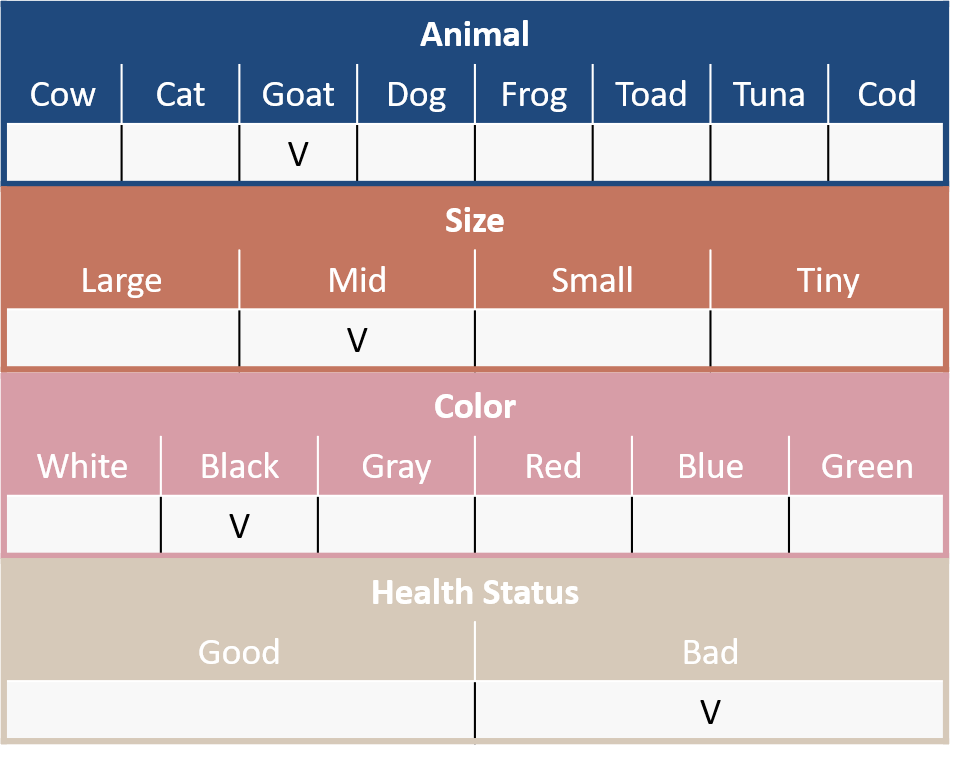 Animal
Cow Cat Goat Dog Frog Toad Tuna Cod
V
Size
Large Mid Small Tiny
V
Color
White Black Gray Red Blue Green
V
Health Status
Good Bad
V